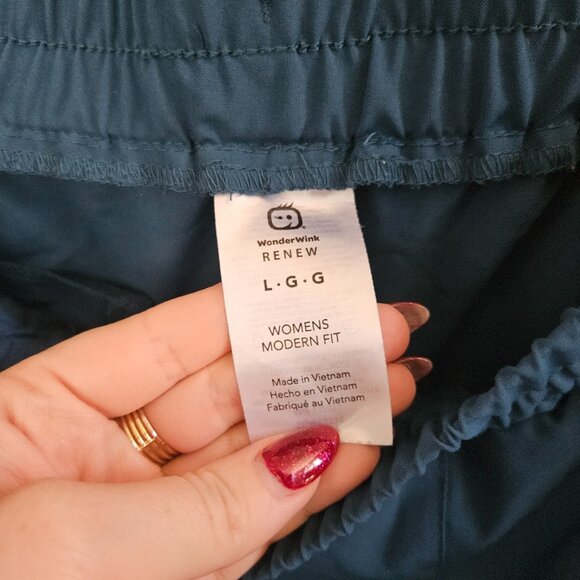 WonderWink
RENEW
L·G·G
WOMENS
MODERN FIT
Made in Vietnam
Hecho en Vietnam
Fabriqué au Vietnam